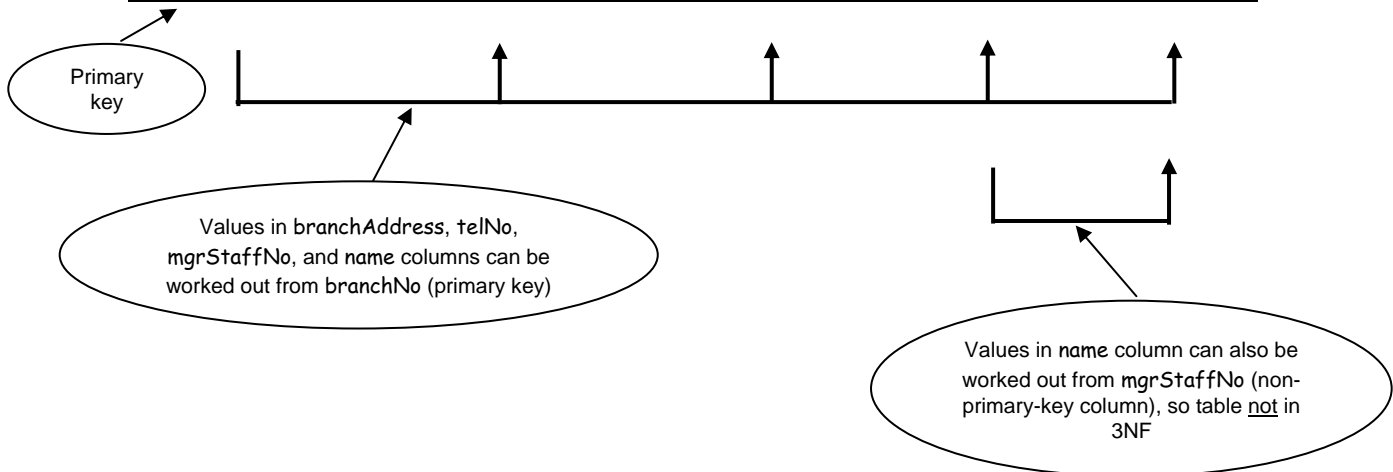 Primary
key
Values in branchAddress, telNo,
mgrStaffNo, and name columns can be
worked out from branchNo (primary key)
Values in name column can also be
worked out from mgrStaffNo (non-
primary-key column), so table not in
3NF